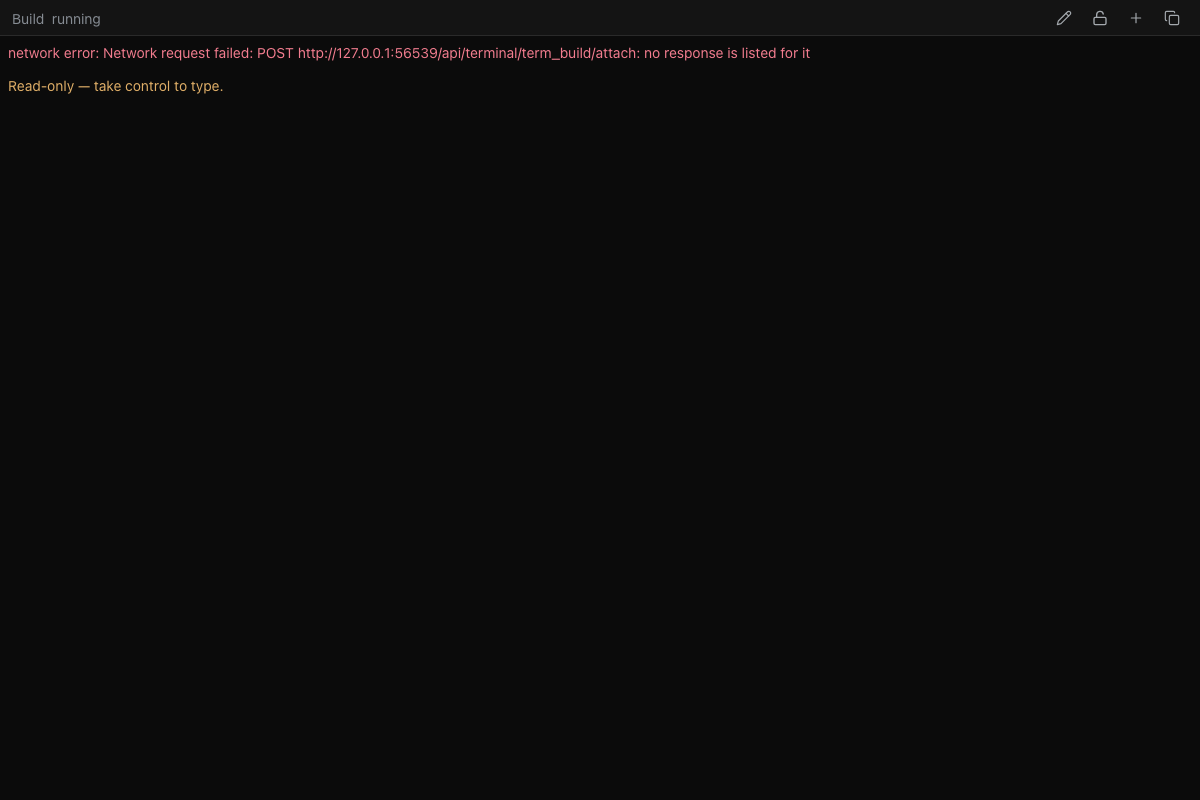 Build running
network error: Network request failed: POST http://127.0.0.1:56539/api/terminal/term_build/attach: no response is listed for it
Read-only — take control to type.